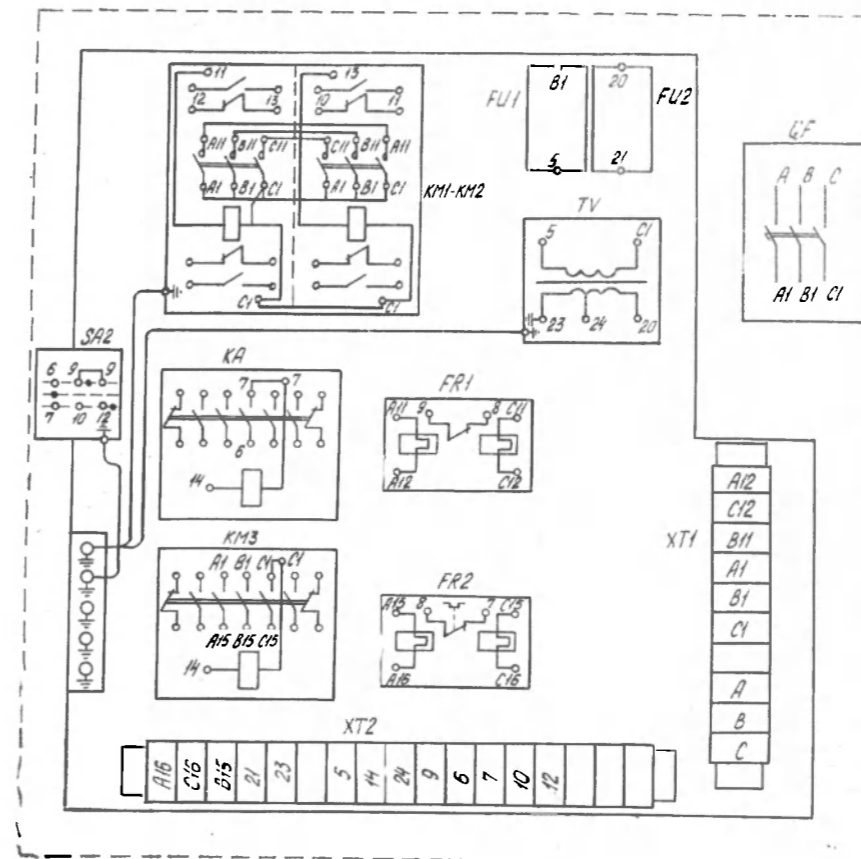 11 13
12 13 10 11
A11 B11 C11 C11 B11 A11
A1 B1 C1 A1 B1 C1
C1 C1
KM1-KM2
FU1 B1 5
20 21 FU2
QF
A B C
A1 B1 C1
TV
5 C1
23 24 20
SA2
6 9 9
7 10 12
KA
7 7
6
14
FR1
A11 9 8 C11
A12 C12
KM3
A1 B1 C1 C1
A15 B15 C15
14
FR2
A15 8 7 C15
A16 C16
XT1
A12
C12
B11
A1
B1
C1
A
B
C
XT2
A16 C16 B15 21 23 5 14 24 9 6 7 10 12